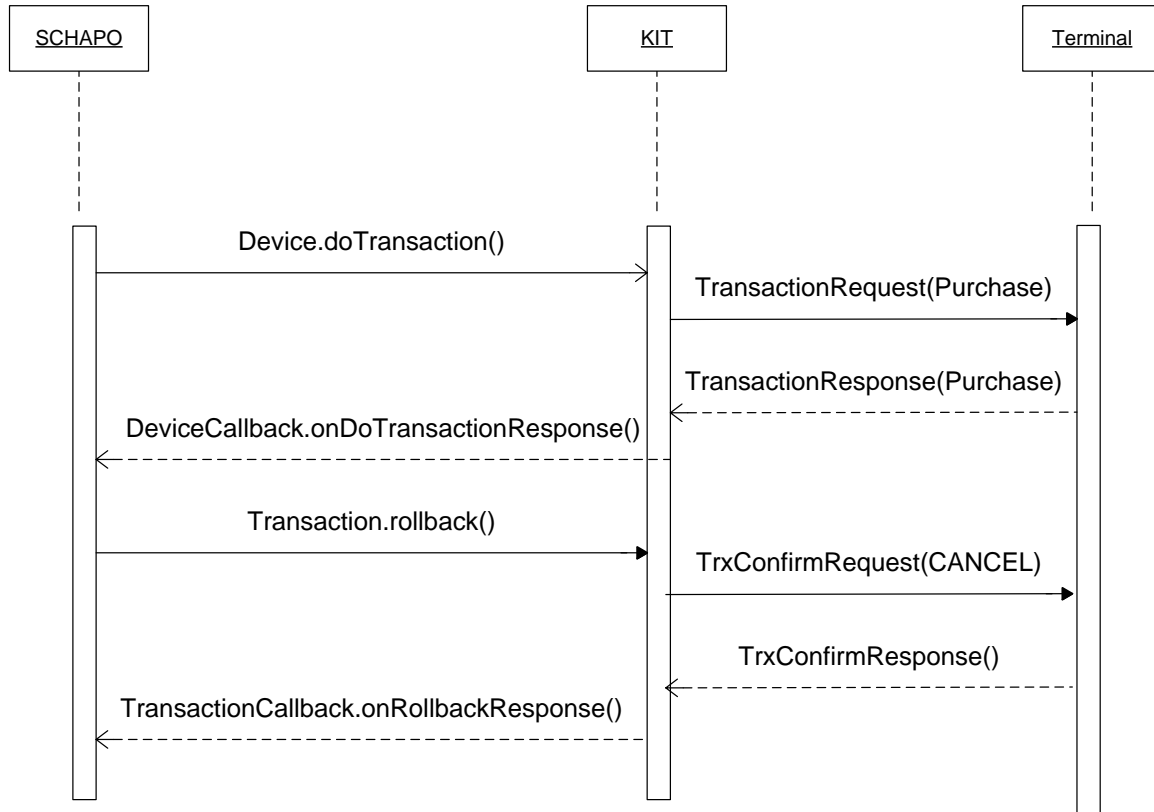 SCHAPO
KIT
Terminal
Device.doTransaction()
TransactionRequest(Purchase)
TransactionResponse(Purchase)
DeviceCallback.onDoTransactionResponse()
Transaction.rollback()
TrxConfirmRequest(CANCEL)
TrxConfirmResponse()
TransactionCallback.onRollbackResponse()